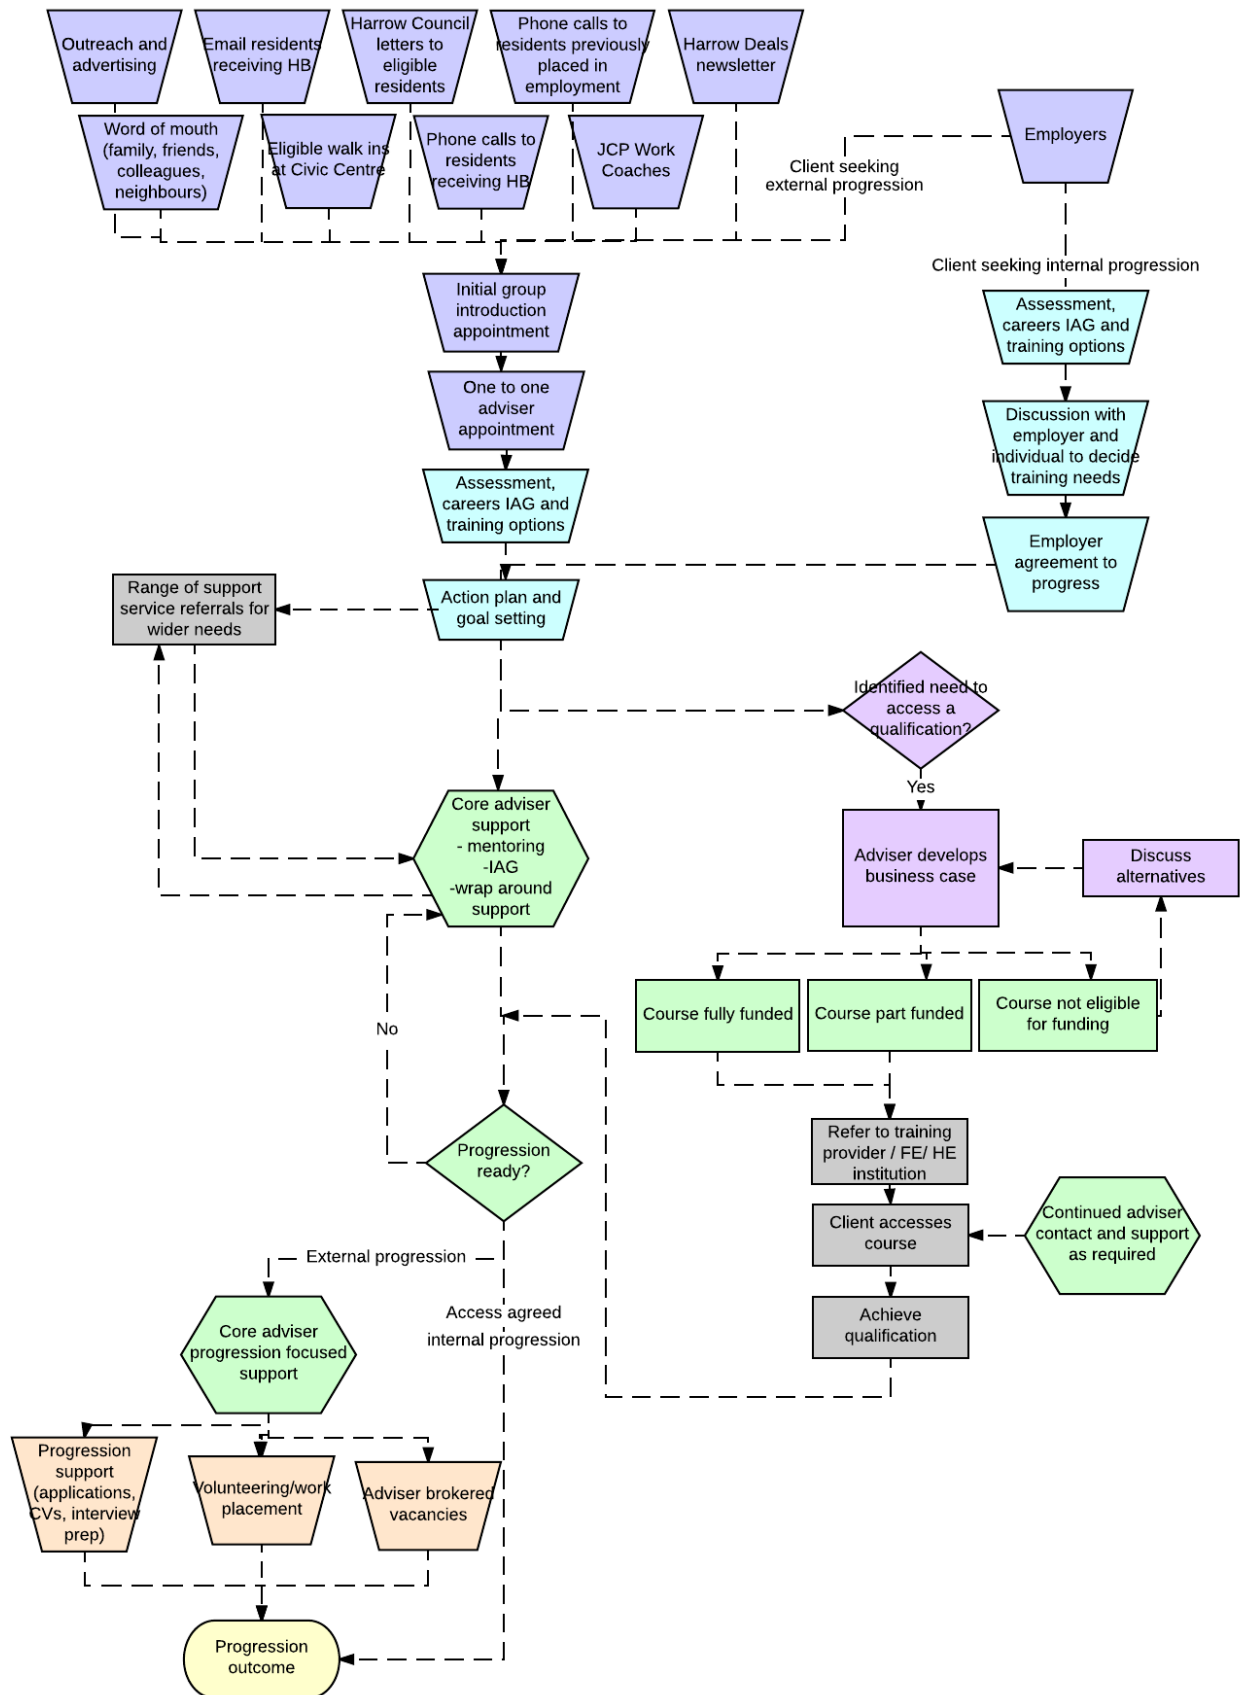 Outreach and
advertising
Email residents
receiving HB
Harrow Council
letters to
eligible
residents
Phone calls to
residents previously
placed in
employment
Harrow Deals
newsletter
Word of mouth
(family, friends,
colleagues,
neighbours)
Eligible walk ins
at Civic Centre
Phone calls to
residents
receiving HB
JCP Work
Coaches
Employers
Client seeking
external progression
Client seeking internal progression
Initial group
introduction
appointment
Assessment,
careers IAG and
training options
One to one
adviser
appointment
Discussion with
employer and
individual to decide
training needs
Assessment,
careers IAG and
training options
Employer
agreement to
progress
Range of support
service referrals for
wider needs
Action plan and
goal setting
Identified need to
access a
qualification?
Yes
Core adviser
support
- mentoring
-IAG
-wrap around
support
Adviser develops
business case
Discuss
alternatives
Course fully funded
Course part funded
Course not eligible
for funding
No
Progression
ready?
Refer to training
provider / FE/ HE
institution
Client accesses
course
Continued adviser
contact and support
as required
Achieve
qualification
External progression
Access agreed
internal progression
Core adviser
progression focused
support
Progression
support
(applications,
CVs, interview
prep)
Volunteering/work
placement
Adviser brokered
vacancies
Progression
outcome